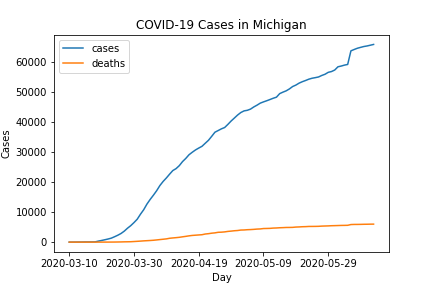 COVID-19 Cases in Michigan
cases
deaths
60000
50000
40000
30000
20000
10000
0
Cases
2020-03-10 2020-03-30 2020-04-19 2020-05-09 2020-05-29
Day